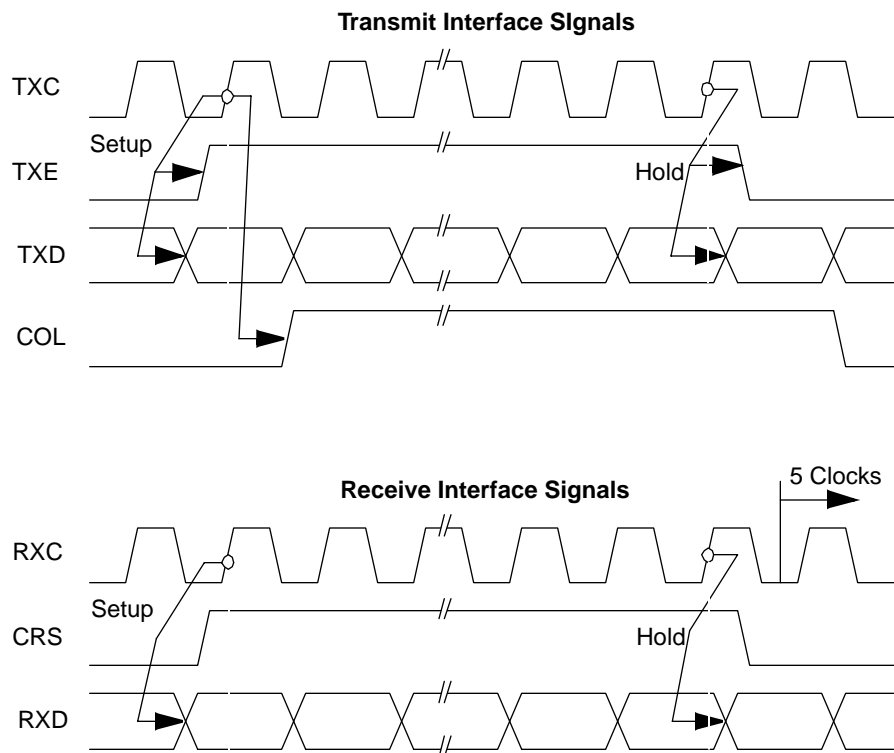 Transmit Interface SIgnals
TXC
Setup
TXE
Hold
TXD
COL
5 Clocks
Receive Interface Signals
RXC
Setup
CRS
Hold
RXD